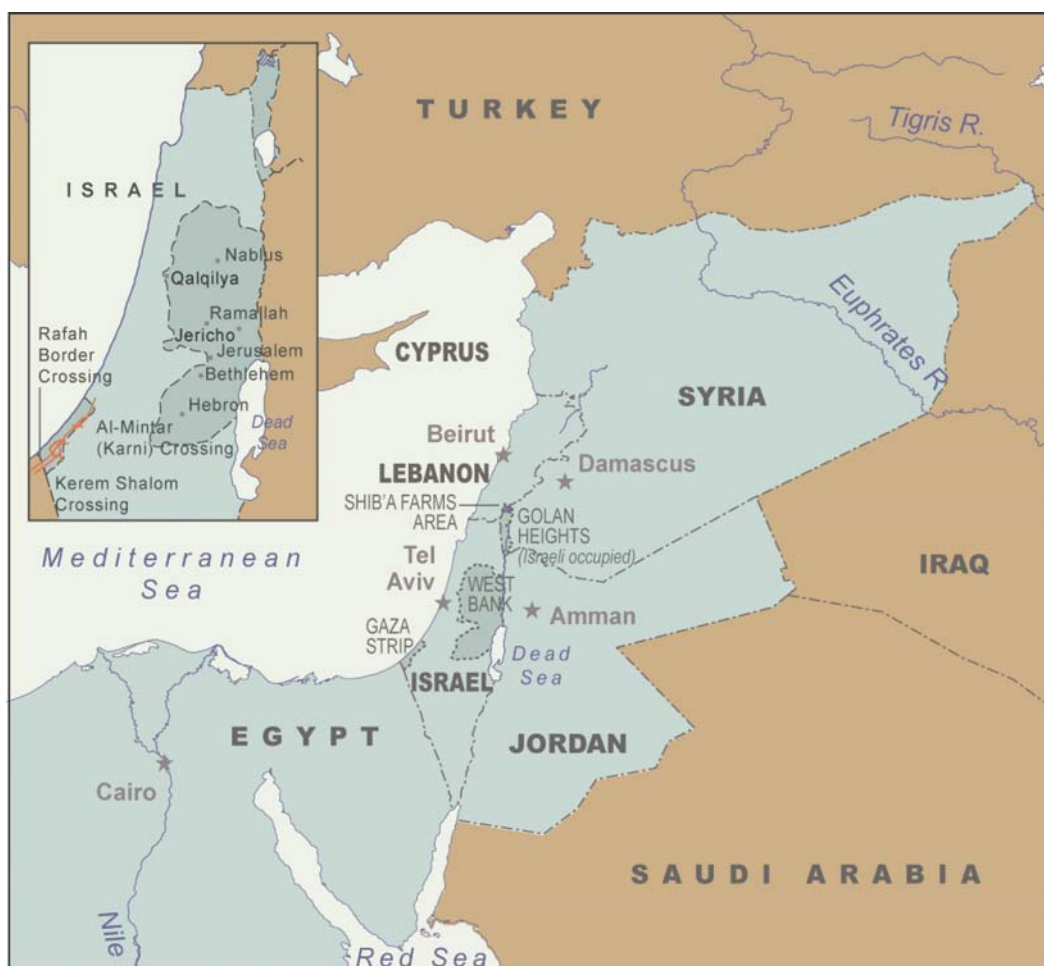 TURKEY
Tigris R.
ISRAEL
Nablus
Qalqilya
Ramallah
Jericho
Jerusalem
Bethlehem
Hebron
Dead
Sea
Rafah
Border
Crossing
Al-Mintar
(Karni) Crossing
Kerem Shalom
Crossing
CYPRUS
Euphrates R.
SYRIA
Beirut
LEBANON
Damascus
SHIB'A FARMS
AREA
GOLAN
HEIGHTS
(Israeli occupied)
Mediterranean
Sea
Tel
Aviv
WEST
BANK
IRAQ
Amman
GAZA
STRIP
Dead
Sea
ISRAEL
EGYPT
JORDAN
Cairo
SAUDI ARABIA
Nile
Red Sea